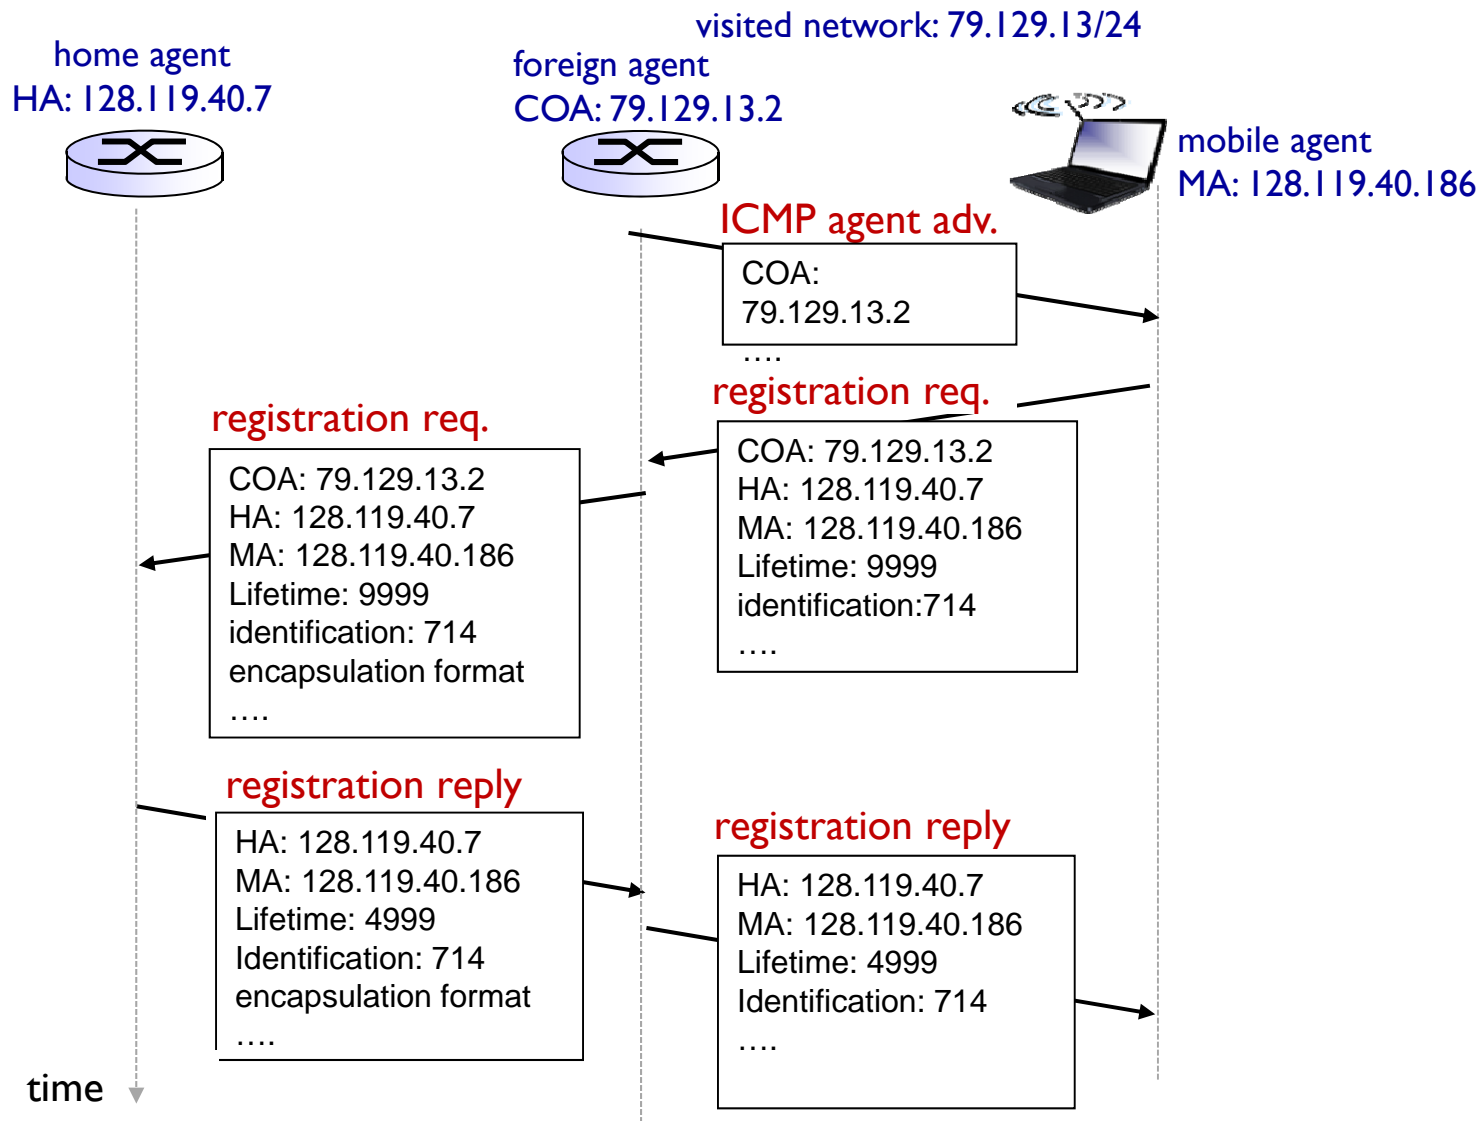 visited network: 79.129.13/24
home agent
HA: 128.119.40.7
foreign agent
COA: 79.129.13.2
mobile agent
MA: 128.119.40.186
ICMP agent adv.
COA:
79.129.13.2
….
registration req.
COA: 79.129.13.2
HA: 128.119.40.7
MA: 128.119.40.186
Lifetime: 9999
identification:714
….
registration req.
COA: 79.129.13.2
HA: 128.119.40.7
MA: 128.119.40.186
Lifetime: 9999
identification: 714
encapsulation format
….
registration reply
HA: 128.119.40.7
MA: 128.119.40.186
Lifetime: 4999
Identification: 714
encapsulation format
….
registration reply
HA: 128.119.40.7
MA: 128.119.40.186
Lifetime: 4999
Identification: 714
….
time